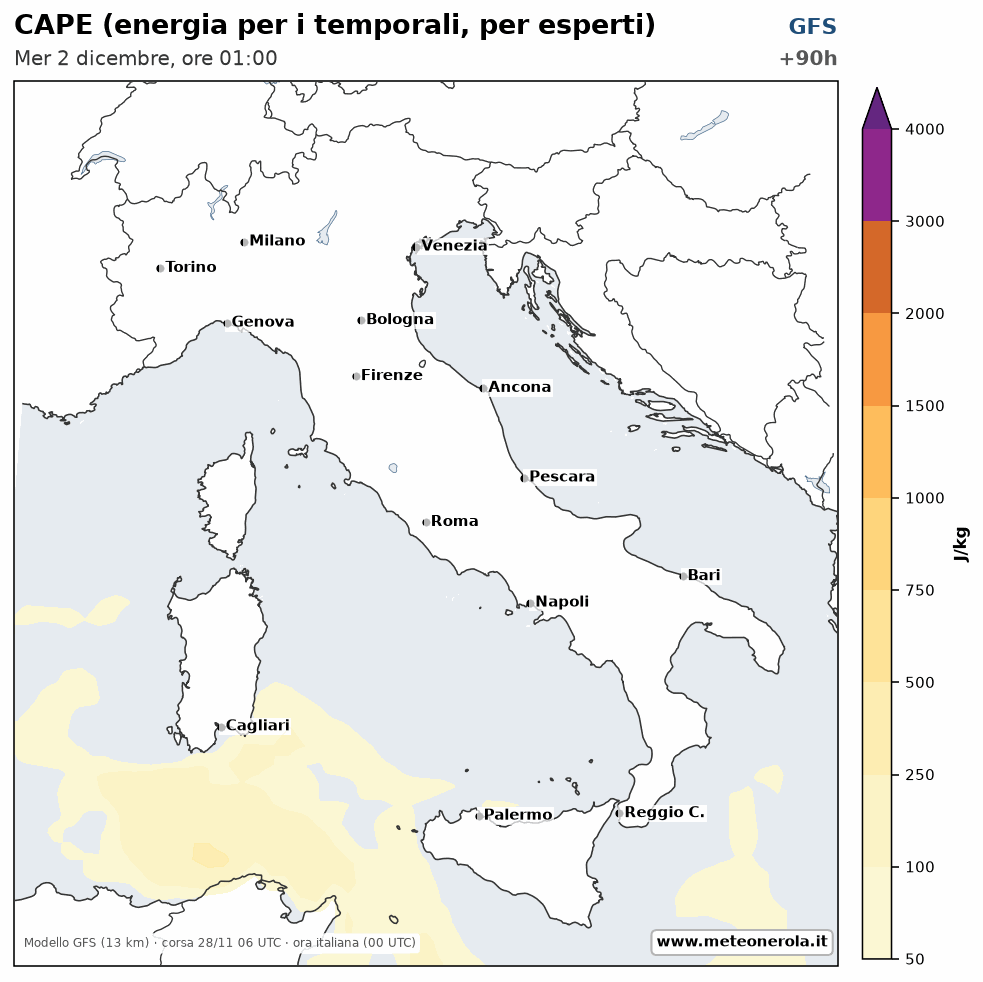 CAPE (energia per i temporali, per esperti)
GFS
Mer 2 dicembre, ore 01:00
+90h
4000
3000
2000
1500
1000
750
500
250
100
50
J/kg
Milano
Venezia
Torino
Genova
Bologna
Firenze
Ancona
Pescara
Roma
Bari
Napoli
Cagliari
Palermo
Reggio C.
Modello GFS (13 km) · corsa 28/11 06 UTC · ora italiana (00 UTC)
www.meteonerola.it